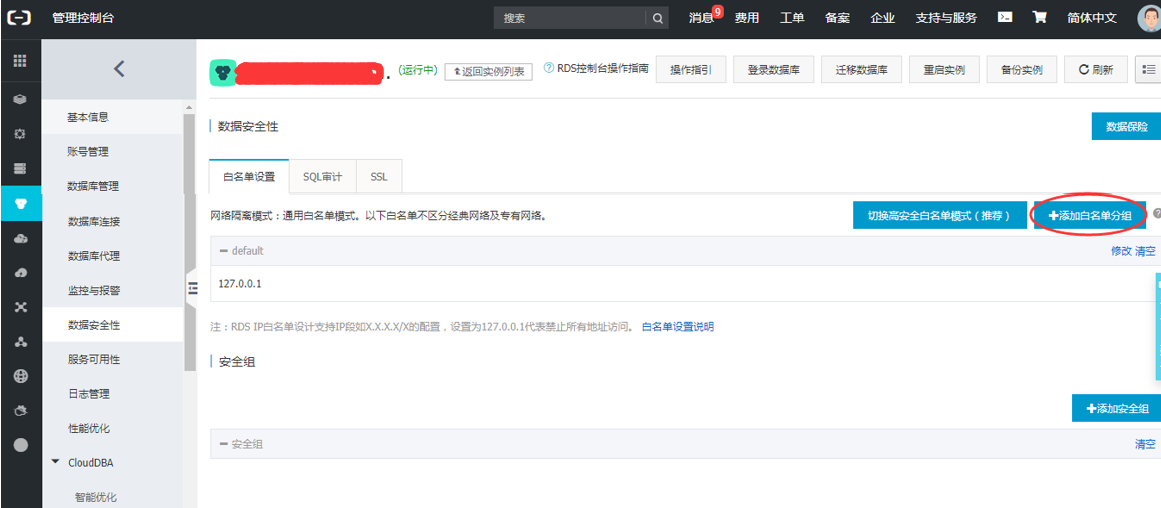 管理控制台 搜索 消息 9 费用 工单 备案 企业 支持与服务 简体中文
(运行中) 返回实例列表 RDS控制台操作指南 操作指引 登录数据库 迁移数据库 重启实例 备份实例 刷新
基本信息
账号管理
数据库管理
数据库连接
数据库代理
监控与报警
数据安全性
服务可用性
日志管理
性能优化
CloudDBA
智能优化
数据安全性 数据保险
白名单设置 SQL审计 SSL
网络隔离模式：通用白名单模式。以下白名单不区分经典网络及专有网络。 切换高安全白名单模式（推荐） +添加白名单分组
default 修改 清空
127.0.0.1
注：RDS IP白名单设计支持IP段如X.X.X.X/X的配置，设置为127.0.0.1代表禁止所有地址访问。 白名单设置说明
安全组
+添加安全组
安全组 清空